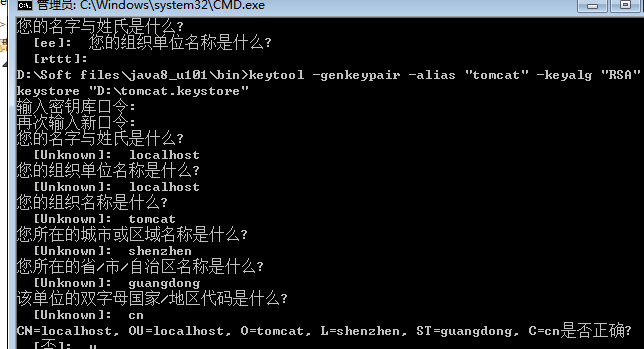 管理员: C:\Windows\system32\CMD.exe
您的名字与姓氏是什么?
[ee]: 您的组织单位名称是什么?
[rttt]:
D:\Soft files\java8_u101\bin>keytool -genkeypair -alias "tomcat" -keyalg "RSA"
keystore "D:\tomcat.keystore"
输入密钥库口令:
再次输入新口令:
您的名字与姓氏是什么?
[Unknown]: localhost
您的组织单位名称是什么?
[Unknown]: localhost
您的组织名称是什么?
[Unknown]: tomcat
您所在的城市或区域名称是什么?
[Unknown]: shenzhen
您所在的省/市/自治区名称是什么?
[Unknown]: guangdong
该单位的双字母国家/地区代码是什么?
[Unknown]: cn
CN=localhost, OU=localhost, O=tomcat, L=shenzhen, ST=guangdong, C=cn是否正确?
[否]: